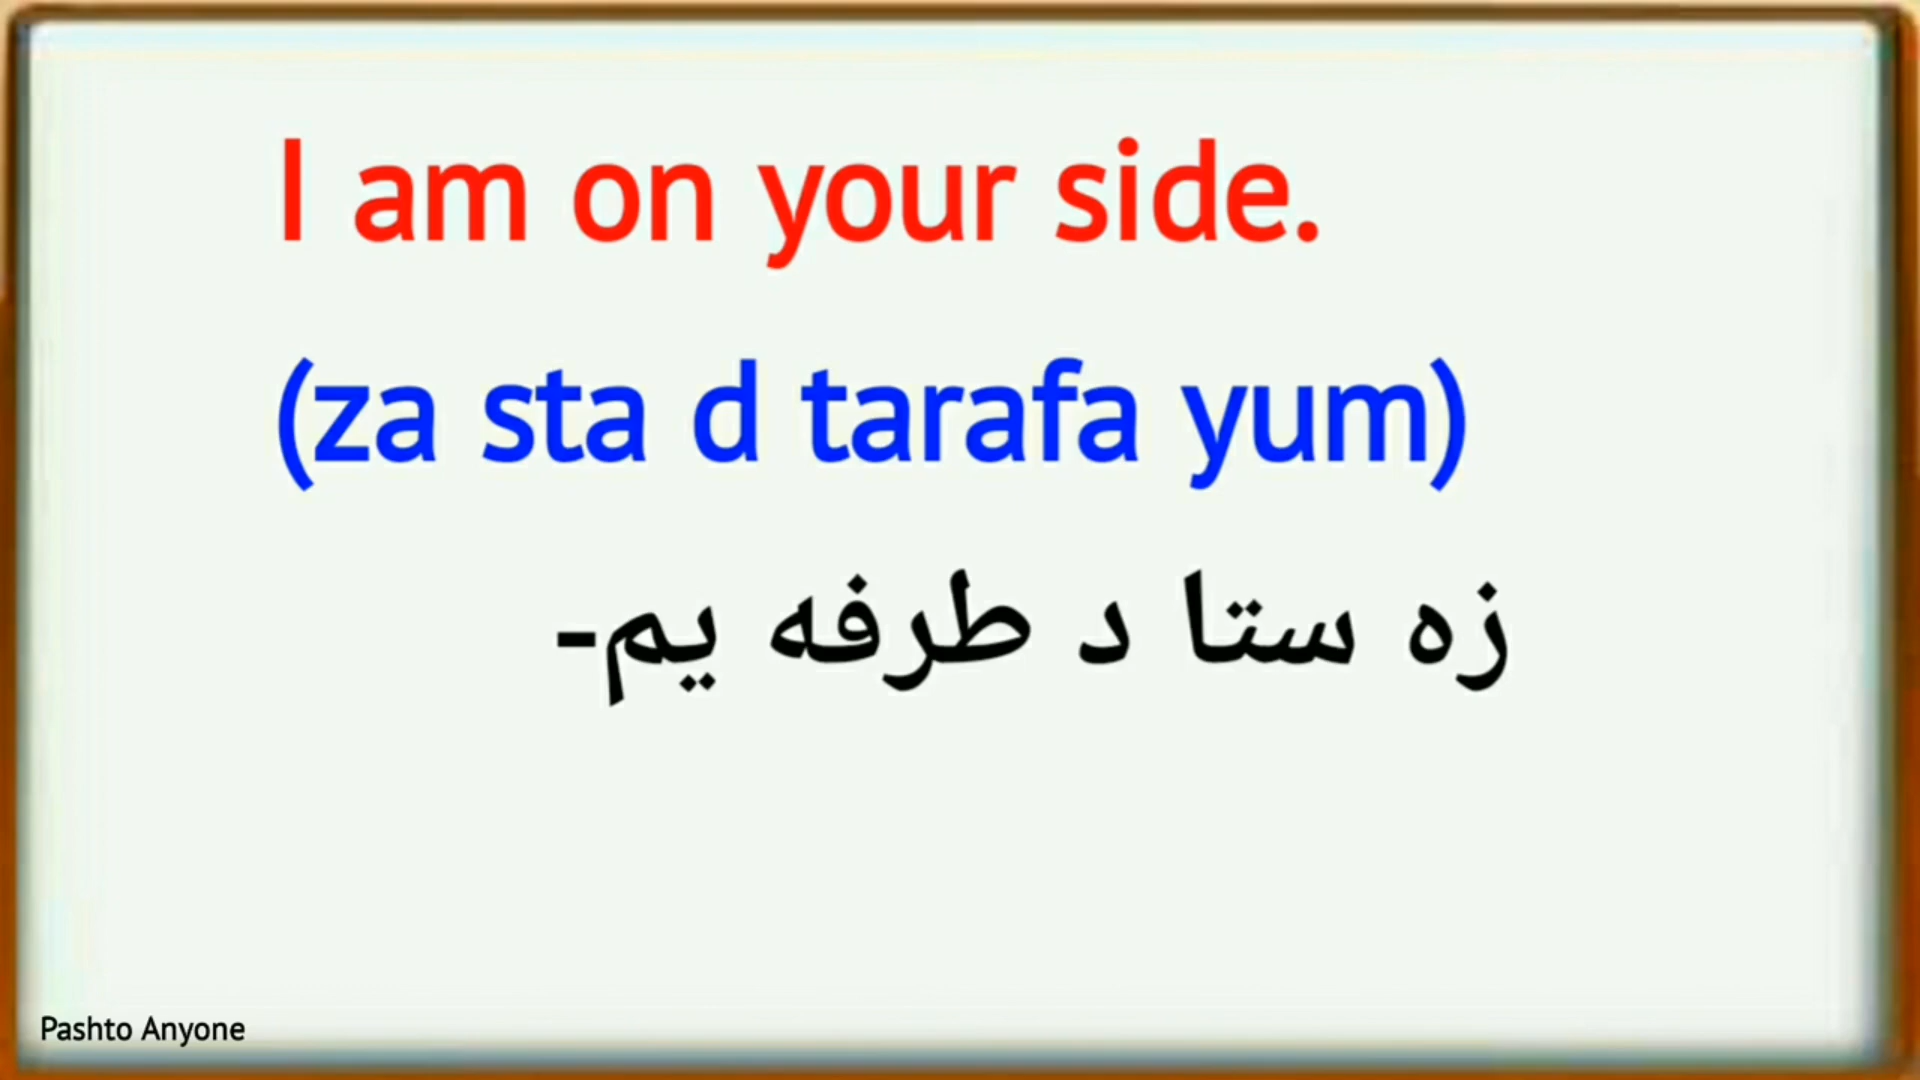 I am on your side.
(za sta d tarafa yum)
زه ستا د طرفه یم-
Pashto Anyone